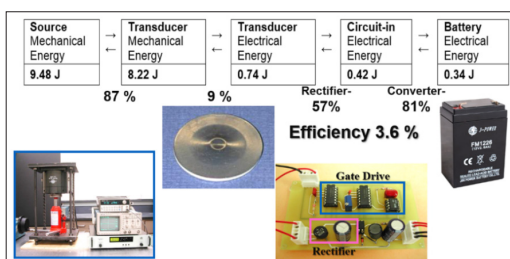 Source
Mechanical
Energy
9.48 J
→
←
Transducer
Mechanical
Energy
8.22 J
→
←
Transducer
Electrical
Energy
0.74 J
→
←
Circuit-in
Electrical
Energy
0.42 J
→
←
Battery
Electrical
Energy
0.34 J
87 %
9 %
Rectifier-
57%
Converter-
81%
Efficiency 3.6 %
FM1226
Gate Drive
Rectifier